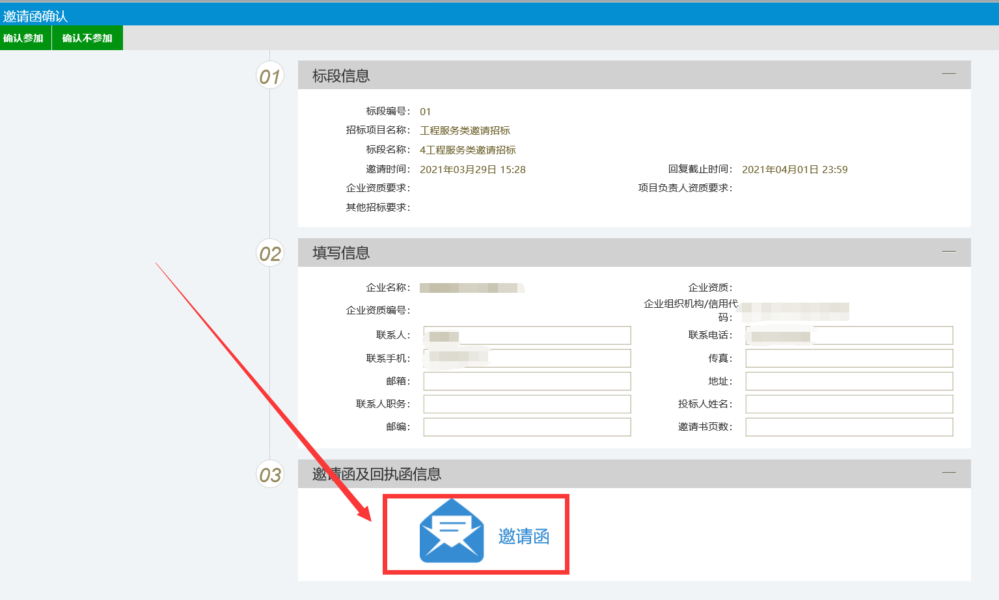 邀请函确认
确认参加 确认不参加
01 标段信息
标段编号： 01
招标项目名称： 工程服务类邀请招标
标段名称： 4工程服务类邀请招标
邀请时间： 2021年03月29日 15:28 回复截止时间： 2021年04月01日 23:59
企业资质要求： 项目负责人资质要求：
其他招标要求：
02 填写信息
企业名称： 企业资质：
企业资质编号： 企业组织机构/信用代
码：
联系人： 联系电话：
联系手机： 传真：
邮箱： 地址：
联系人职务： 投标人姓名：
邮编： 邀请书页数：
03 邀请函及回执函信息
邀请函